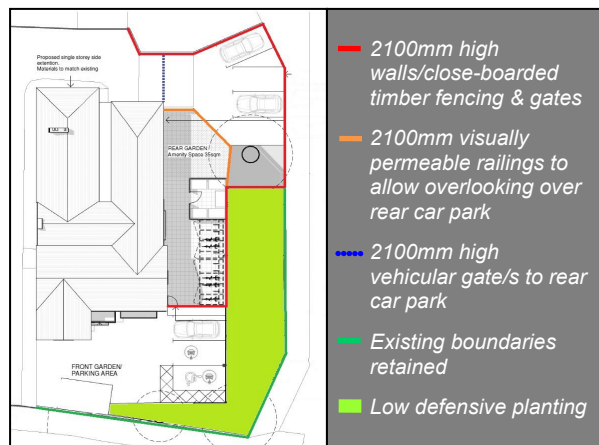 Proposed single storey side
extention.
Materials to match existing
REAR GARDEN/
Amenity Space 35sqm
FRONT GARDEN/
PARKING AREA
2100mm high
walls/close-boarded
timber fencing & gates
2100mm visually
permeable railings to
allow overlooking over
rear car park
2100mm high
vehicular gate/s to rear
car park
Existing boundaries
retained
Low defensive planting